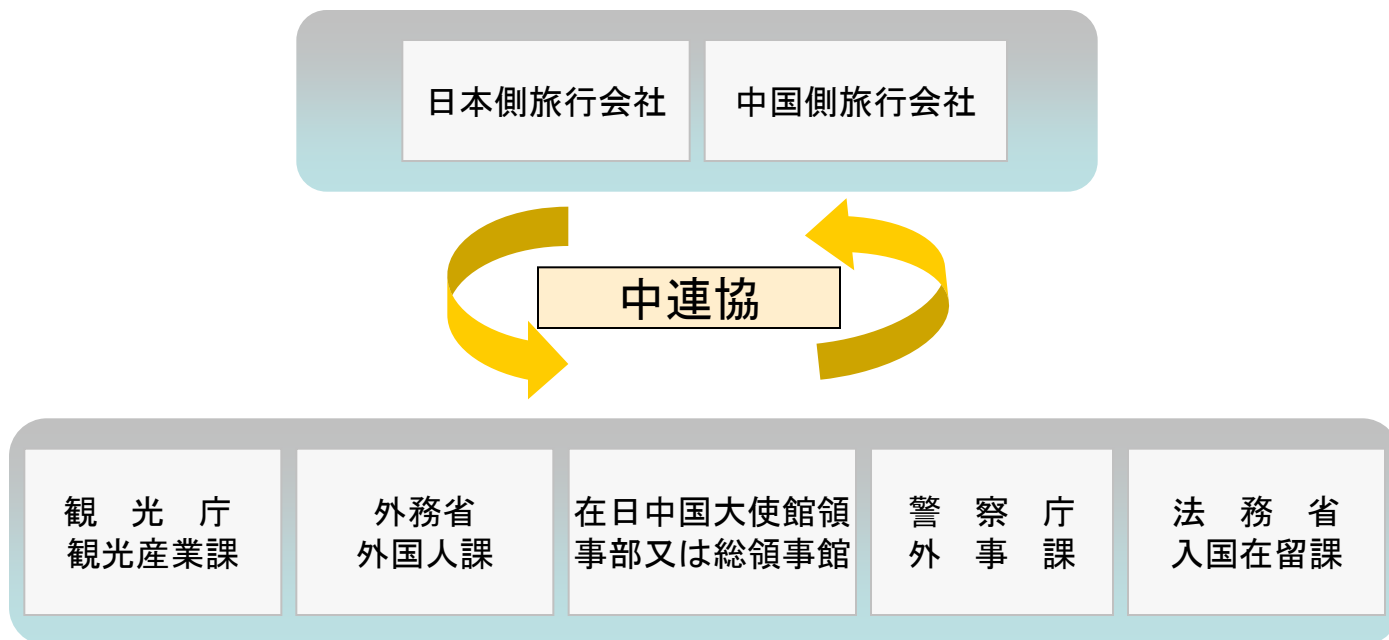 日本側旅行会社
中国側旅行会社
中連協
観　光　庁
観光産業課
外務省
外国人課
在日中国大使館領
事部又は総領事館
警　察　庁
外　事　課
法　務　省
入国在留課